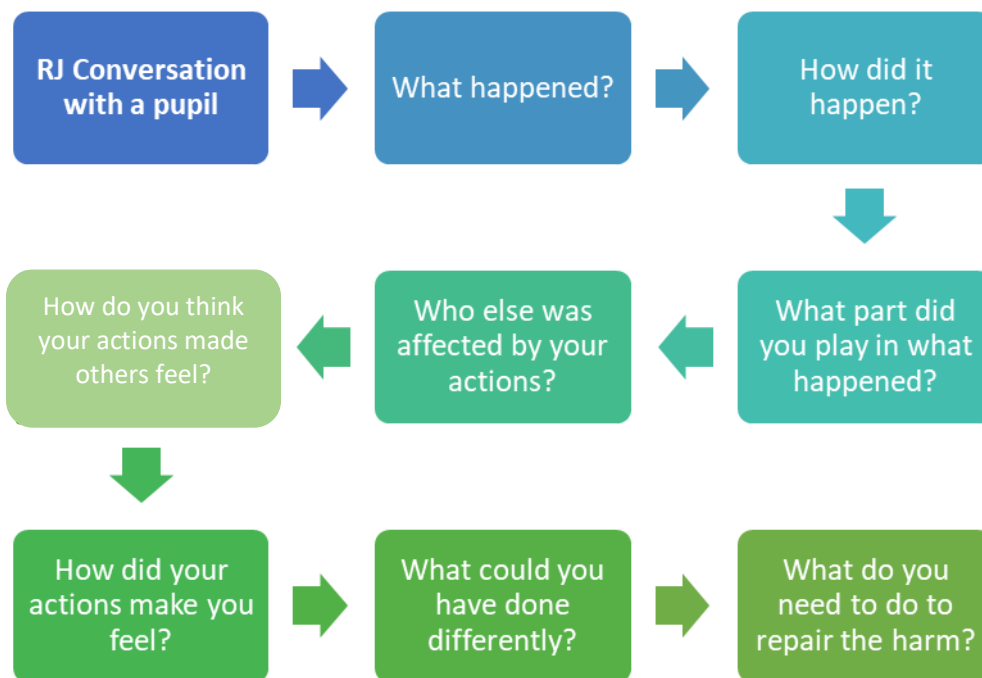 RJ Conversation
with a pupil
What happened?
How did it
happen?
What part did
you play in what
happened?
Who else was
affected by your
actions?
How do you think
your actions made
others feel?
How did your
actions make you
feel?
What could you
have done
differently?
What do you
need to do to
repair the harm?